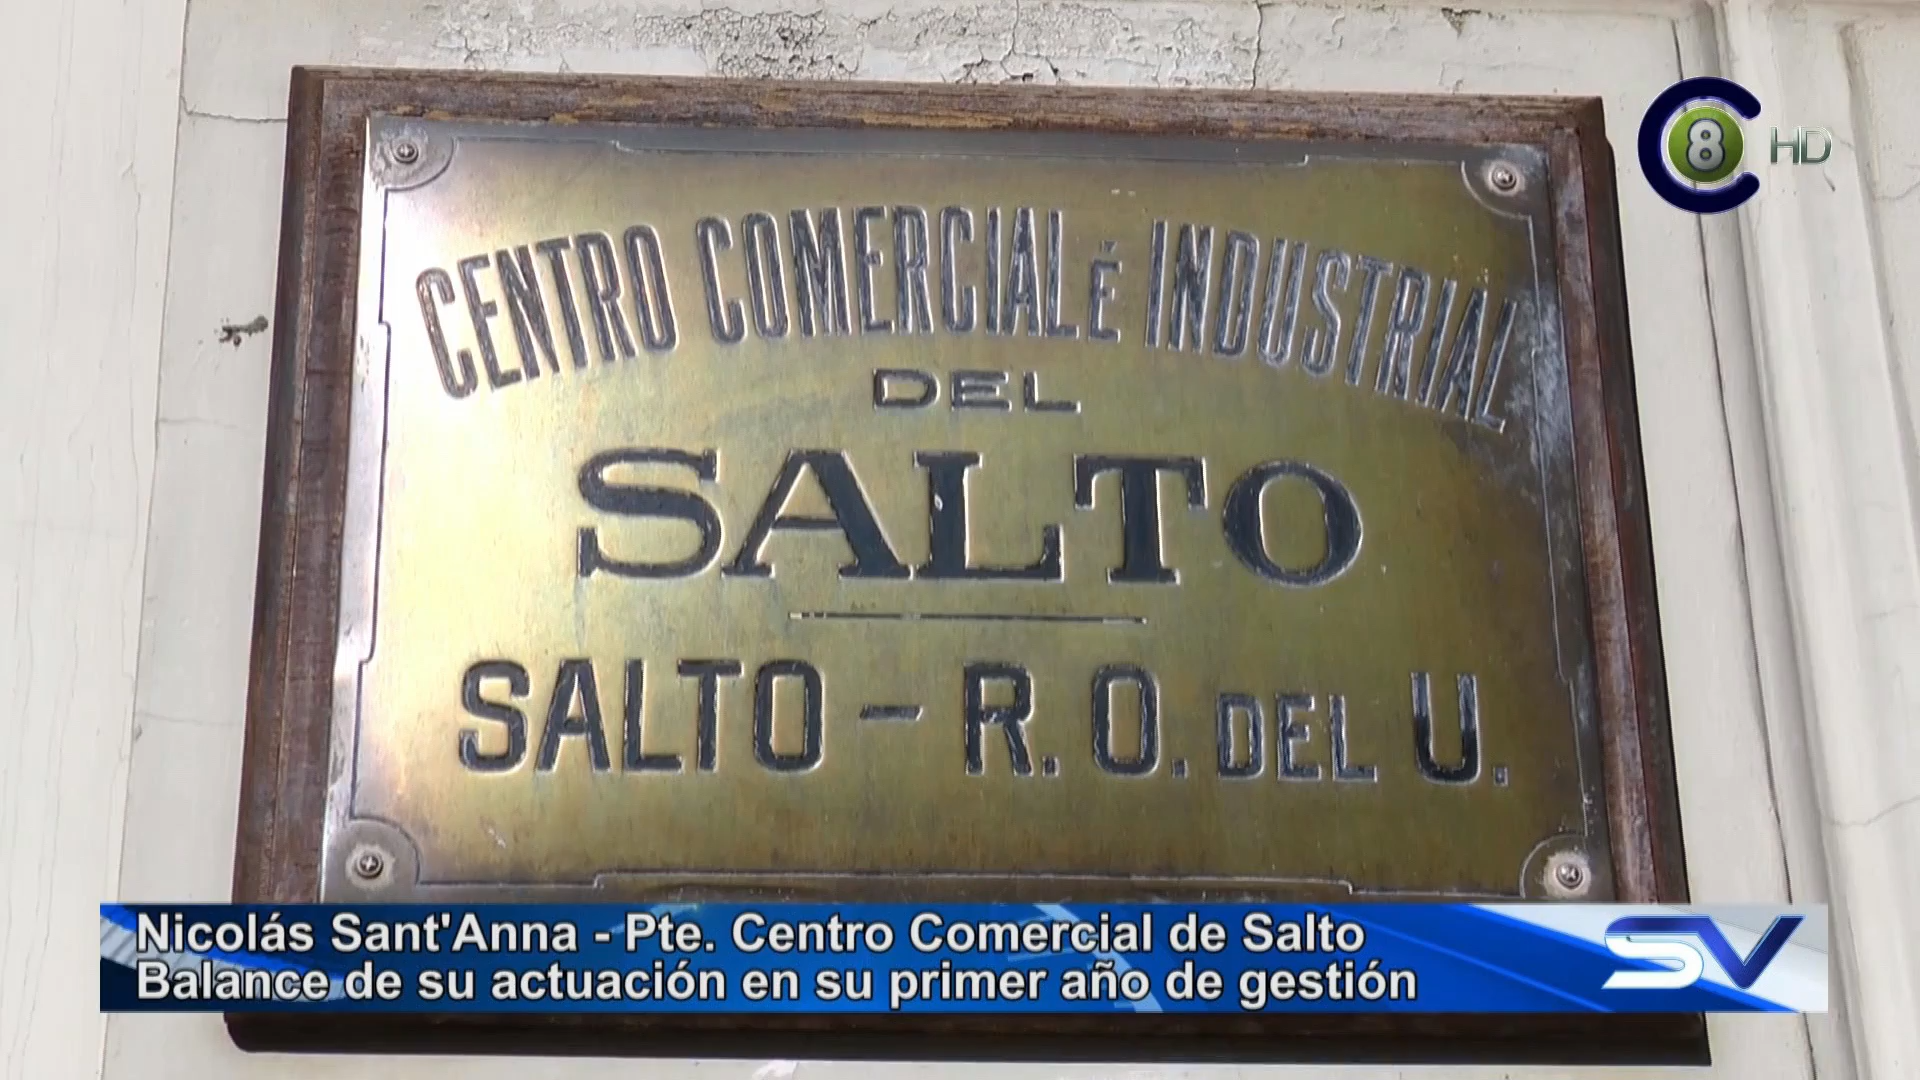 CENTRO COMERCIAL É INDUSTRIAL
DEL
SALTO
SALTO – R. O. DEL U.
C 8 HD
Nicolás Sant'Anna - Pte. Centro Comercial de Salto
Balance de su actuación en su primer año de gestión
SV